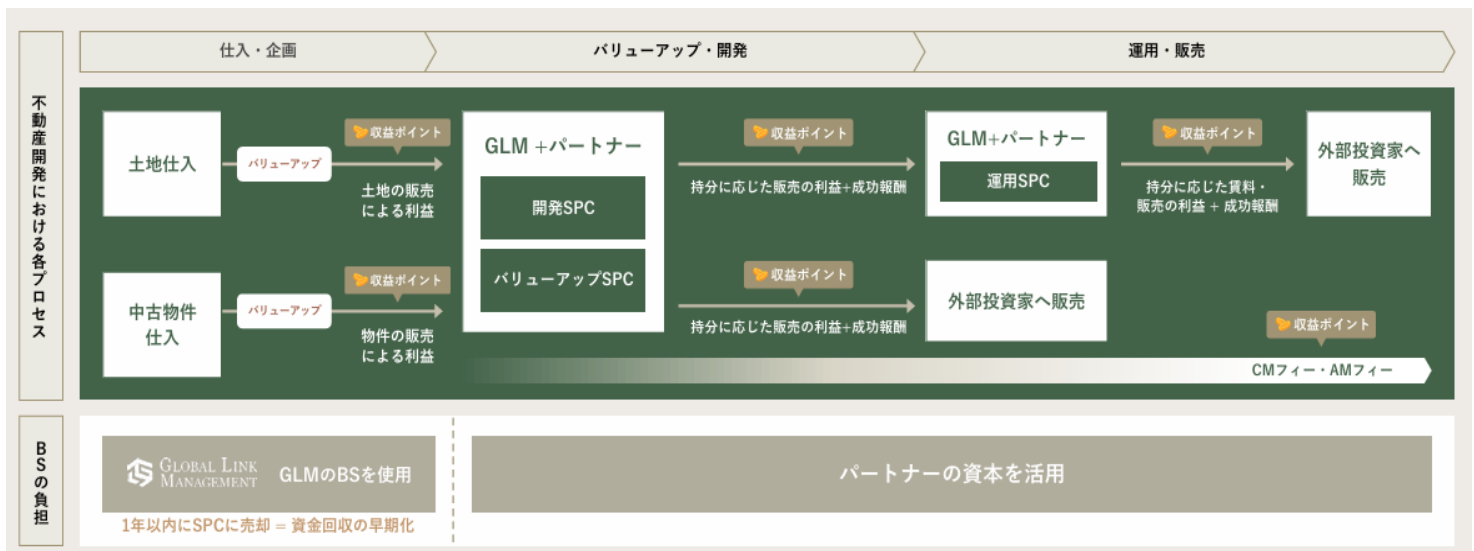 仕入・企画
バリューアップ・開発
運用・販売
不動産開発における各プロセス
土地仕入
バリューアップ
収益ポイント
土地の販売
による利益
中古物件
仕入
バリューアップ
収益ポイント
物件の販売
による利益
GLM +パートナー
開発SPC
バリューアップSPC
収益ポイント
持分に応じた販売の利益+成功報酬
収益ポイント
持分に応じた販売の利益+成功報酬
GLM+パートナー
運用SPC
外部投資家へ販売
収益ポイント
持分に応じた賃料・
販売の利益 + 成功報酬
外部投資家へ
販売
収益ポイント
CMフィー・AMフィー
BSの負担
GLOBAL LINK
MANAGEMENT
GLMのBSを使用
1年以内にSPCに売却 = 資金回収の早期化
パートナーの資本を活用